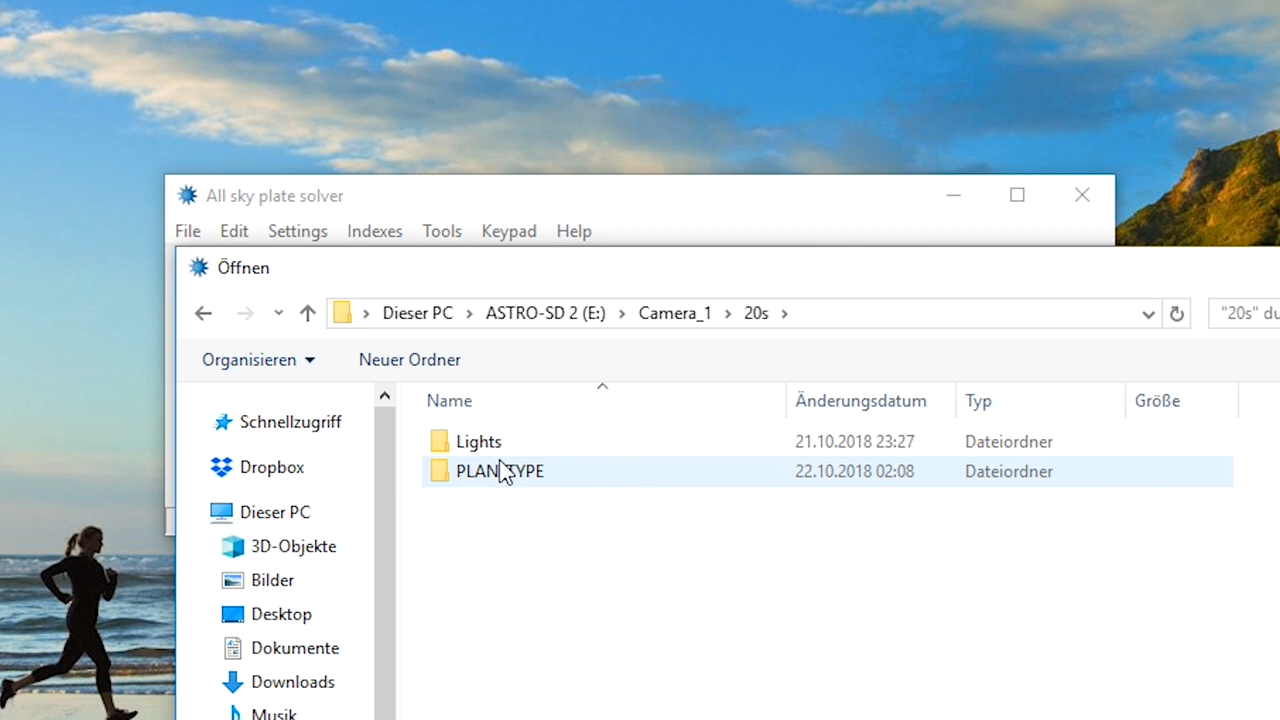 All sky plate solver
File Edit Settings Indexes Tools Keypad Help
Öffnen
Dieser PC ASTRO-SD 2 (E:) Camera_1 20s "20s" du
Organisieren Neuer Ordner
Name Änderungsdatum Typ Größe
Schnellzugriff
Lights 21.10.2018 23:27 Dateiordner
Dropbox
22.10.2018 02:08 Dateiordner
Dieser PC
3D-Objekte
Bilder
Desktop
Dokumente
Downloads
Musik